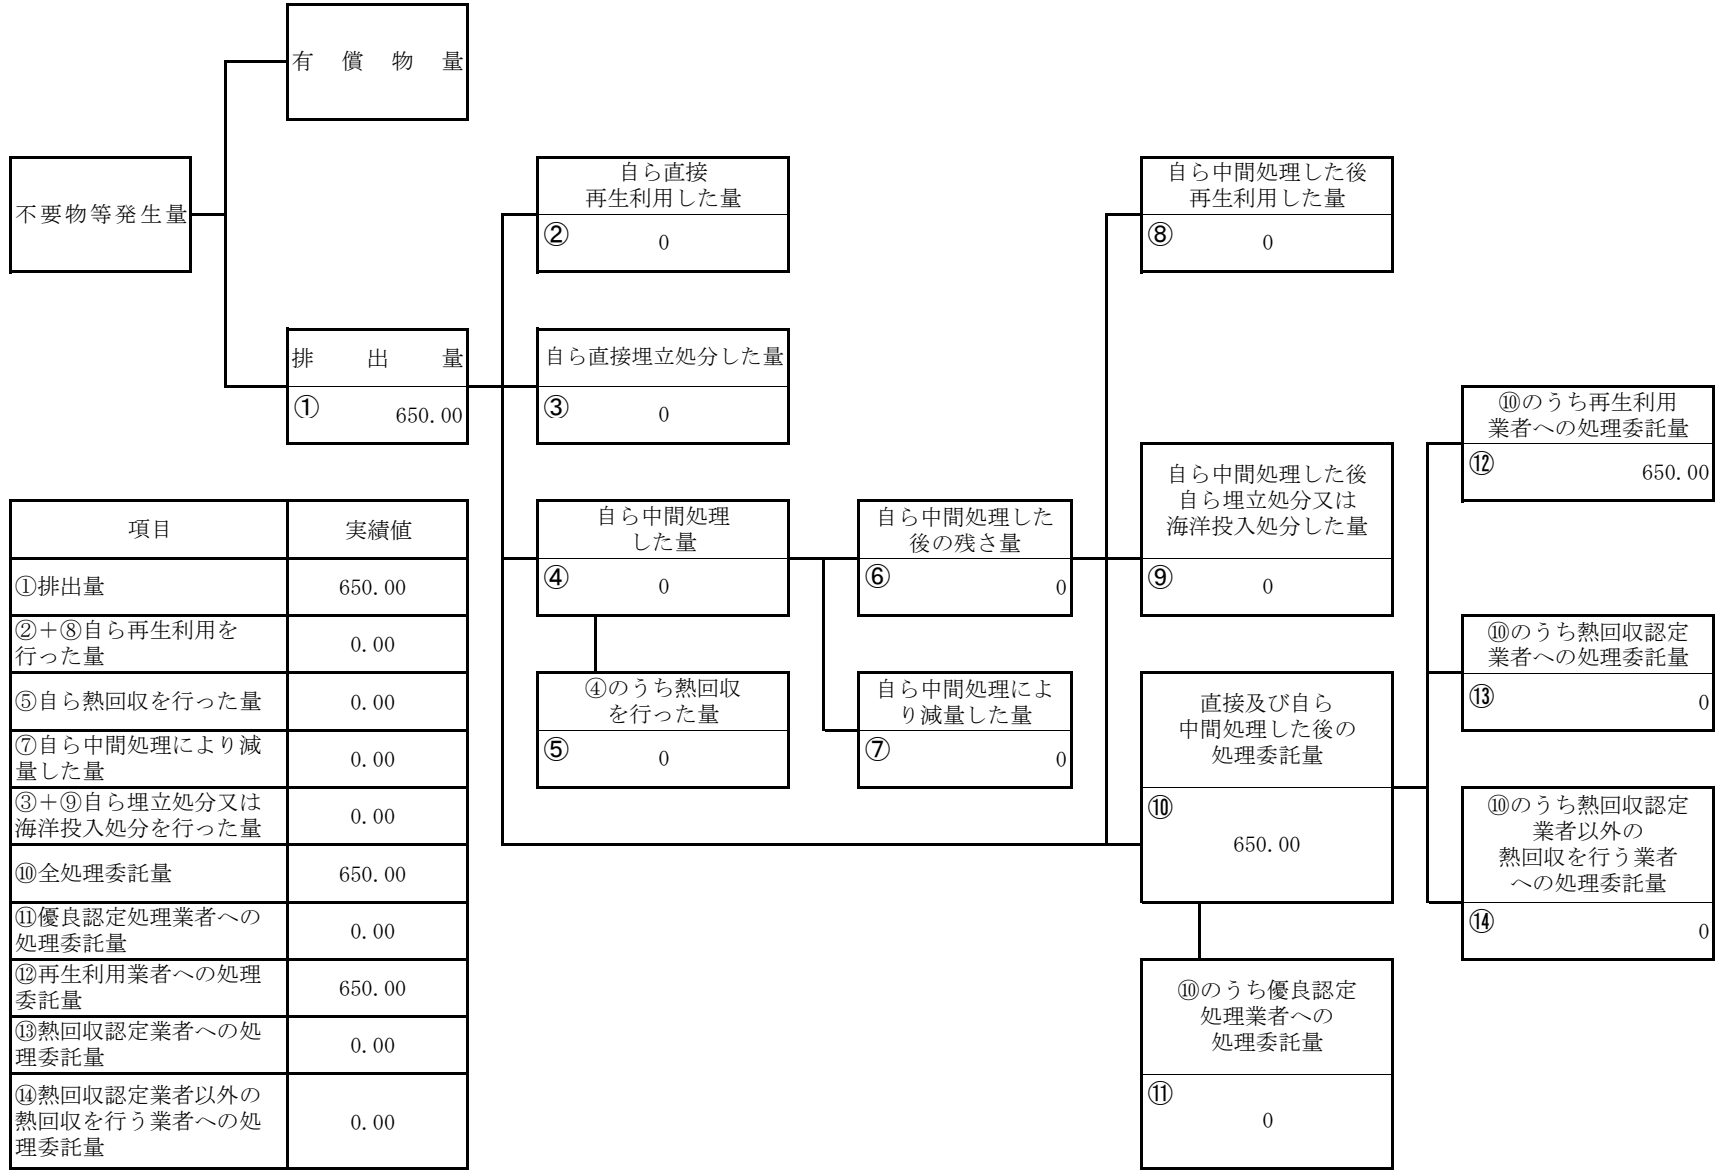 有償物量
不要物等発生量
排出量
①
650.00
自ら直接
再生利用した量
②
0
自ら直接埋立処分した量
③
0
自ら中間処理
した量
④
0
④のうち熱回収
を行った量
⑤
0
自ら中間処理した
後の残さ量
⑥
0
自ら中間処理によ
り減量した量
⑦
0
自ら中間処理した後
再生利用した量
⑧
0
自ら中間処理した後
自ら埋立処分又は
海洋投入処分した量
⑨
0
直接及び自ら
中間処理した後の
処理委託量
⑩
650.00
⑩のうち優良認定
処理業者への
処理委託量
⑪
0
⑩のうち再生利用
業者への処理委託量
⑫
650.00
⑩のうち熱回収認定
業者への処理委託量
⑬
0
⑩のうち熱回収認定
業者以外の
熱回収を行う業者
への処理委託量
⑭
0
項目 実績値
①排出量 650.00
②＋⑧自ら再生利用を
行った量 0.00
⑤自ら熱回収を行った量 0.00
⑦自ら中間処理により減
量した量 0.00
③＋⑨自ら埋立処分又は
海洋投入処分を行った量 0.00
⑩全処理委託量 650.00
⑪優良認定処理業者への
処理委託量 0.00
⑫再生利用業者への処理
委託量 650.00
⑬熱回収認定業者への処
理委託量 0.00
⑭熱回収認定業者以外の
熱回収を行う業者への処
理委託量 0.00